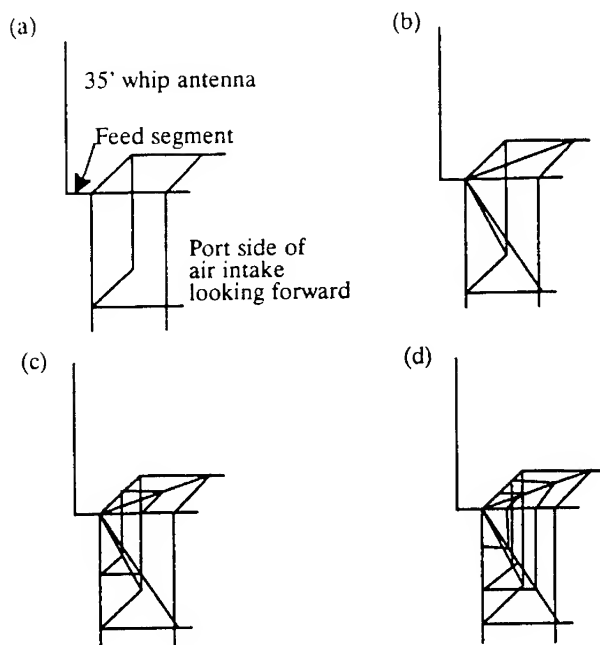 (a)
35' whip antenna
Feed segment
Port side of
air intake
looking forward
(b)
(c)
(d)